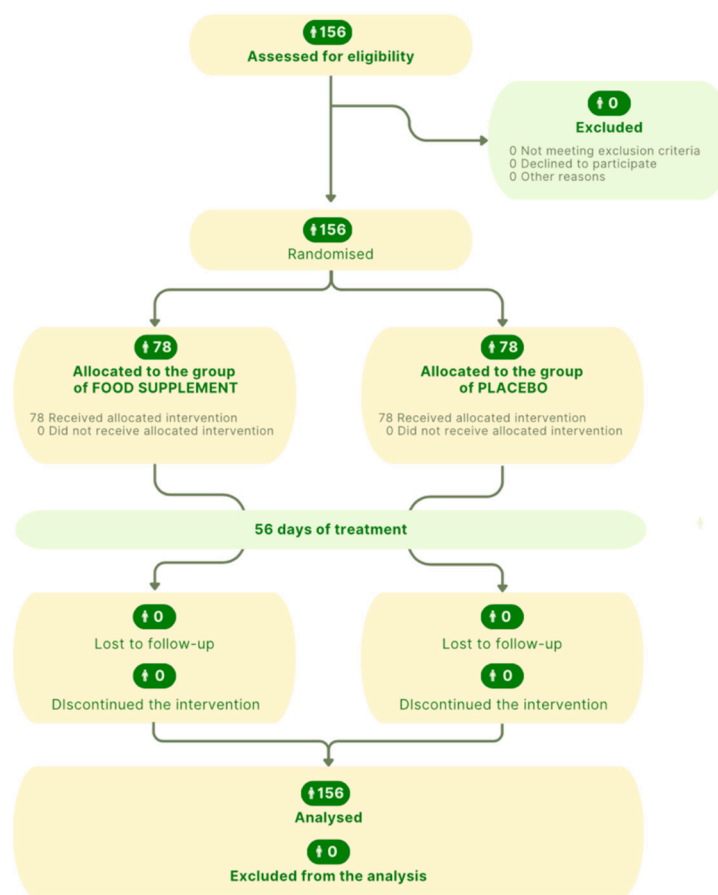 156
Assessed for eligibility
0
Excluded
0 Not meeting exclusion criteria
0 Declined to participate
0 Other reasons
156
Randomised
78
Allocated to the group
of FOOD SUPPLEMENT
78 Received allocated intervention
0 Did not receive allocated intervention
78
Allocated to the group
of PLACEBO
78 Received allocated intervention
0 Did not receive allocated intervention
56 days of treatment
0
Lost to follow-up
0
DIscontinued the intervention
0
Lost to follow-up
0
DIscontinued the intervention
156
Analysed
0
Excluded from the analysis